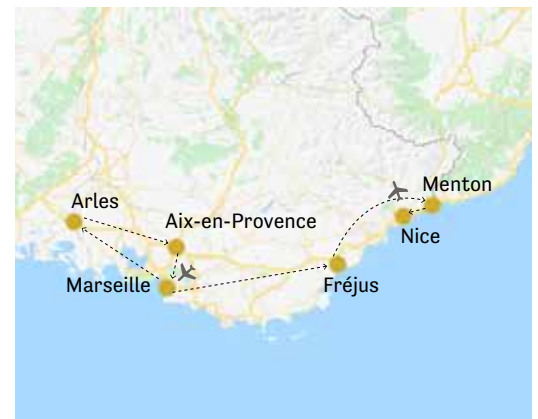 Menton
Arles
Aix-en-Provence
Nice
Marseille
Fréjus